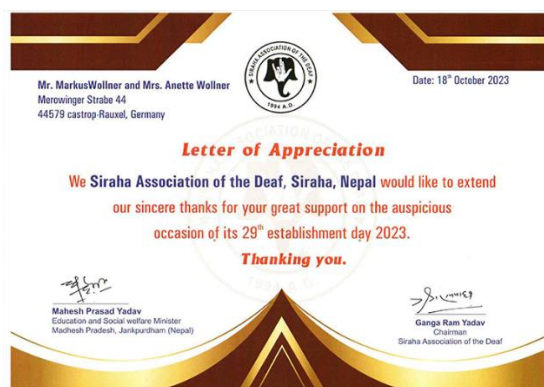 SIRAHA ASSOCIATION OF THE DEAF
1994 A.D.
Mr. MarkusWollner and Mrs. Anette Wollner
Merowinger Strabe 44
44579 castrop-Rauxel, Germany
Date: 18th October 2023
Letter of Appreciation
We Siraha Association of the Deaf, Siraha, Nepal would like to extend
our sincere thanks for your great support on the auspicious
occasion of its 29th establishment day 2023.
Thanking you.
Mahesh Prasad Yadav
Education and Social welfare Minister
Madhesh Pradesh, Jankpurdham (Nepal)
Ganga Ram Yadav
Chairman
Siraha Association of the Deaf